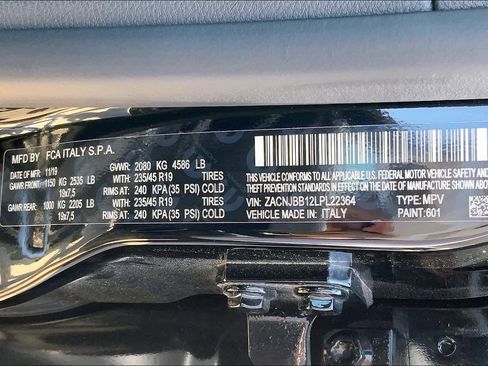 MFD BY FCA ITALY S.P.A.
DATE OF MFR 11/19 GVWR: 2080 KG 4586 LB
GAWR FRONT: 1150 KG 2535 LB WITH: 235/45 R19 TIRES
19x7.5 RIMS AT: 240 KPA(35 PSI) COLD
GAWR REAR: 1000 KG 2205 LB WITH: 235/45 R19 TIRES
19x7.5 RIMS AT: 240 KPA(35 PSI) COLD
THIS VEHICLE CONFORMS TO ALL APPLICABLE U.S.A. FEDERAL MOTOR VEHICLE SAFETY
STANDARDS IN EFFECT ON THE DATE OF MANUFACTURE SHOWN ABOVE
VIN: ZACNJBB12LPL22364 TYPE: MPV
VEHICLE MADE IN: ITALY PAINT: 601